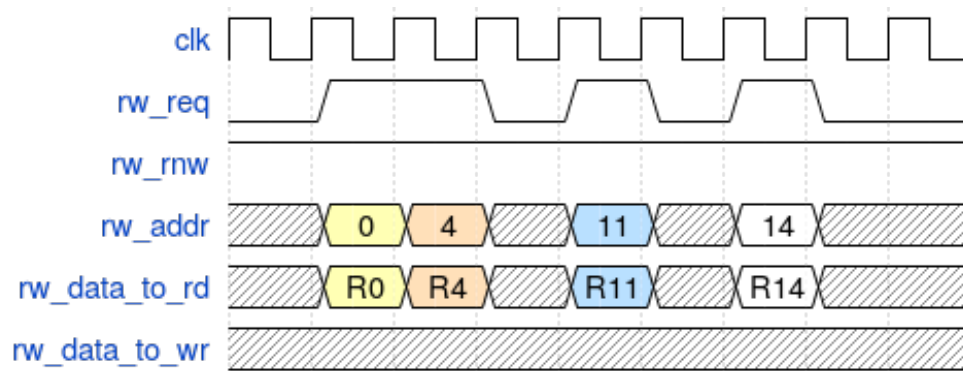 clk
rw_req
rw_rnw
rw_addr 0 4 11 14
rw_data_to_rd R0 R4 R11 R14
rw_data_to_wr